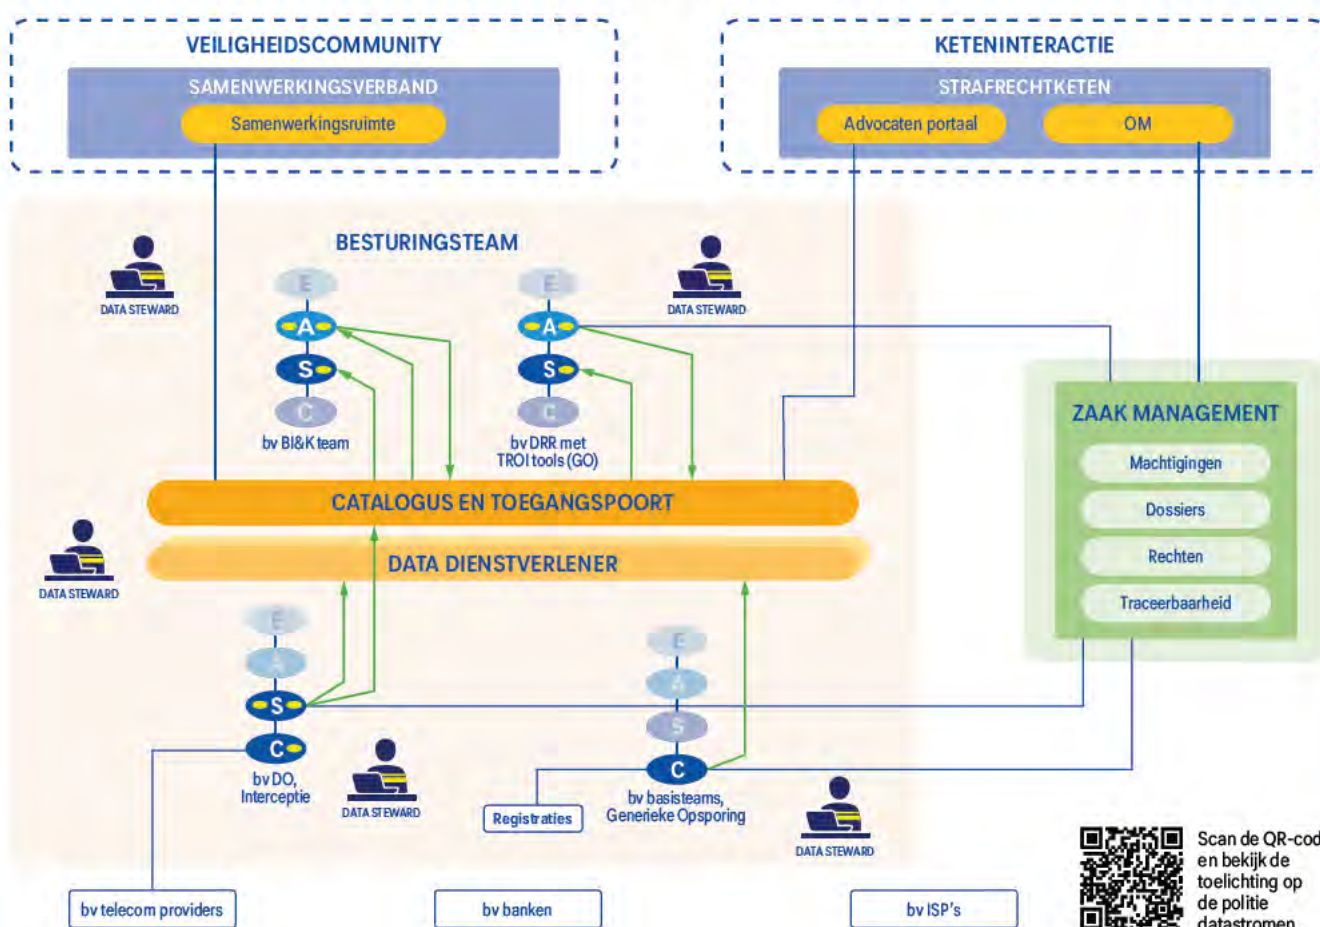 VEILIGHEIDSCOMMUNITY
SAMENWERKINGSVERBAND
Samenwerkingsruimte
KETENINTERACTIE
STRAFRECHTKETEN
Advocaten portaal
OM
BESTURINGSTEAM
DATA STEWARD
E
A
S
C
bv BI&K team
E
A
S
C
bv DRR met
TROI tools (GO)
DATA STEWARD
ZAAK MANAGEMENT
Machtigingen
Dossiers
Rechten
Traceerbaarheid
CATALOGUS EN TOEGANGSPOORT
DATA DIENSTVERLENER
DATA STEWARD
E
A
S
C
bv DO,
Interceptie
DATA STEWARD
E
A
S
C
bv basisteams,
Generieke Opsporing
Registraties
DATA STEWARD
bv telecom providers
bv banken
bv ISP's
Scan de QR-cod
en bekijk de
toelichting op
de politie
datastromen